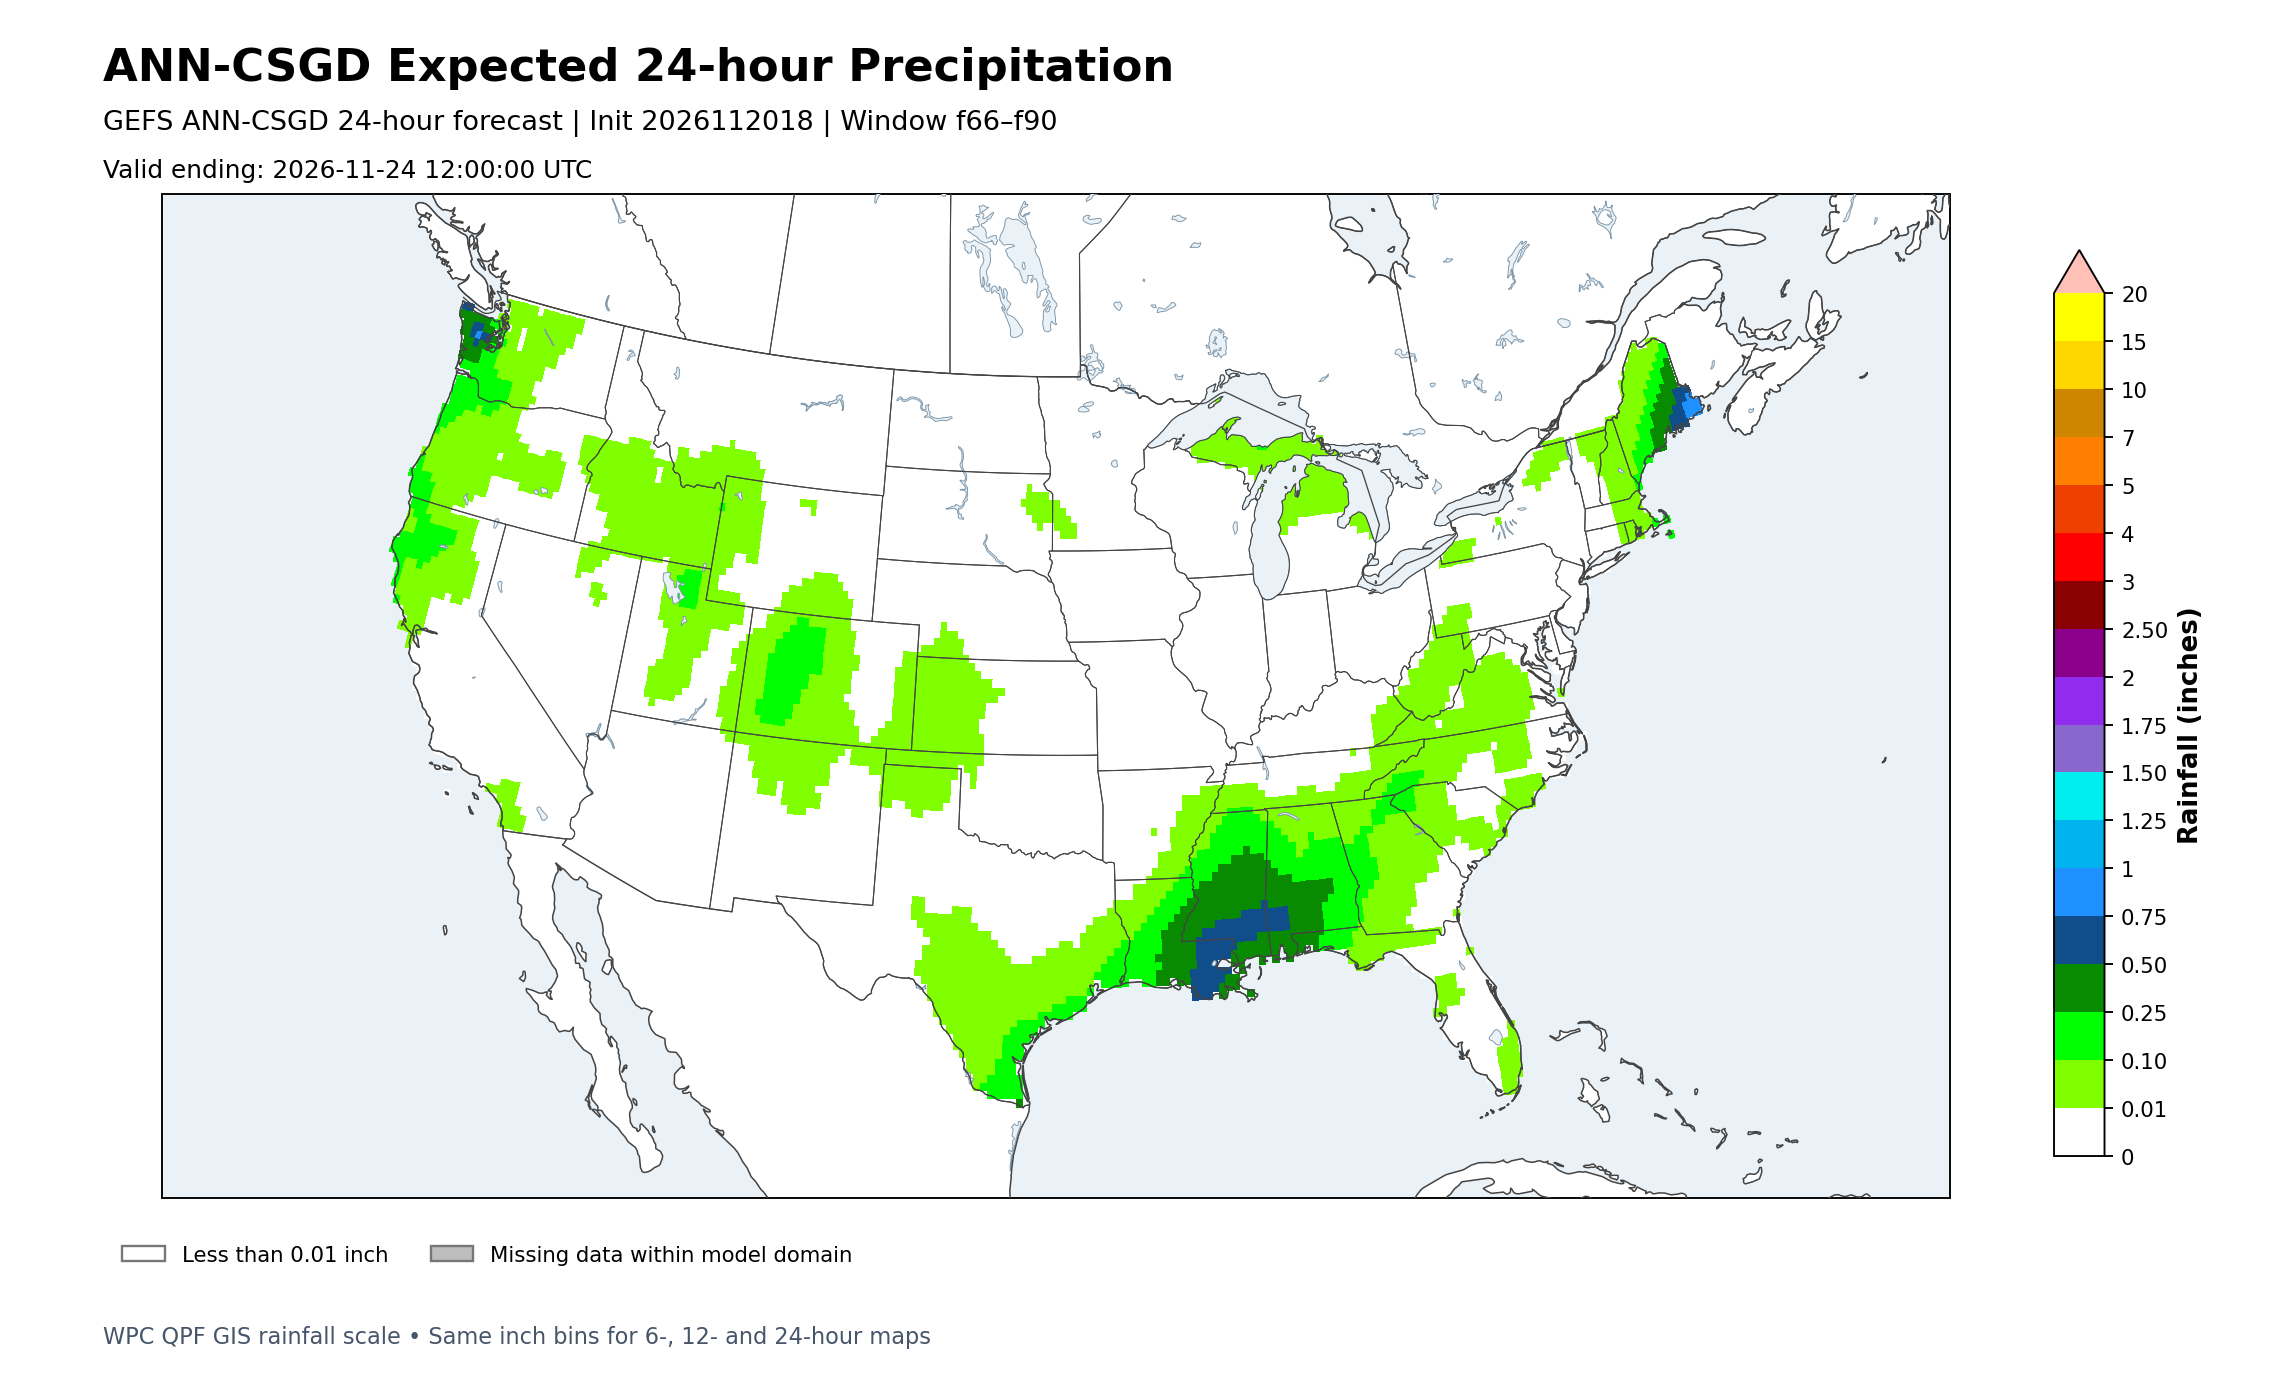 ANN-CSGD Expected 24-hour Precipitation
GEFS ANN-CSGD 24-hour forecast | Init 2026112018 | Window f66–f90
Valid ending: 2026-11-24 12:00:00 UTC
20
15
10
7
5
4
3
2.50
2
1.75
1.50
1.25
1
0.75
0.50
0.25
0.10
0.01
0
Rainfall (inches)
Less than 0.01 inch
Missing data within model domain
WPC QPF GIS rainfall scale • Same inch bins for 6-, 12- and 24-hour maps